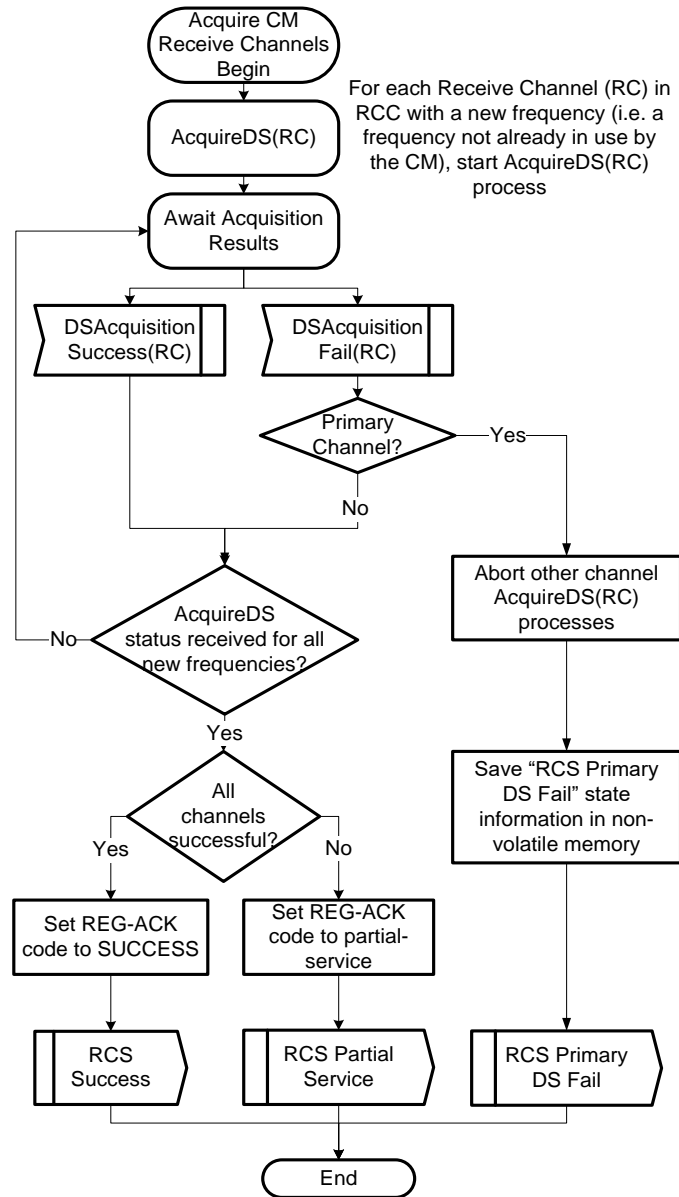 Acquire CM
Receive Channels
Begin
For each Receive Channel (RC) in
RCC with a new frequency (i.e. a
frequency not already in use by
the CM), start AcquireDS(RC)
process
AcquireDS(RC)
Await Acquisition
Results
DSAcquisition
Success(RC)
DSAcquisition
Fail(RC)
Primary
Channel?
Yes
No
Abort other channel
AcquireDS(RC)
processes
AcquireDS
status received for all
new frequencies?
No
Yes
Save “RCS Primary
DS Fail” state
information in non-
volatile memory
All
channels
successful?
Yes
No
Set REG-ACK
code to SUCCESS
Set REG-ACK
code to partial-
service
RCS
Success
RCS Partial
Service
RCS Primary
DS Fail
End